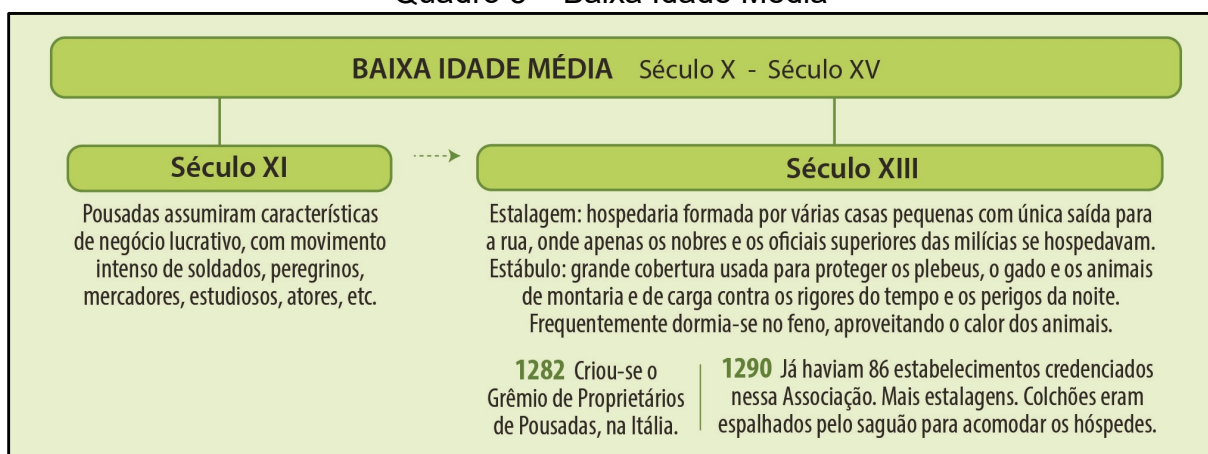 BAIXA IDADE MÉDIA Século X - Século XV
Século XI
Pousadas assumiram características
de negócio lucrativo, com movimento
intenso de soldados, peregrinos,
mercadores, estudiosos, atores, etc.
Século XIII
Estalagem: hospedaria formada por várias casas pequenas com única saída para
a rua, onde apenas os nobres e os oficiais superiores das milícias se hospedavam.
Estábulo: grande cobertura usada para proteger os plebeus, o gado e os animais
de montaria e de carga contra os rigores do tempo e os perigos da noite.
Frequentemente dormia-se no feno, aproveitando o calor dos animais.
1282 Criou-se o
Grêmio de Proprietários
de Pousadas, na Itália.
1290 Já haviam 86 estabelecimentos credenciados
nessa Associação. Mais estalagens. Colchões eram
espalhados pelo saguão para acomodar os hóspedes.